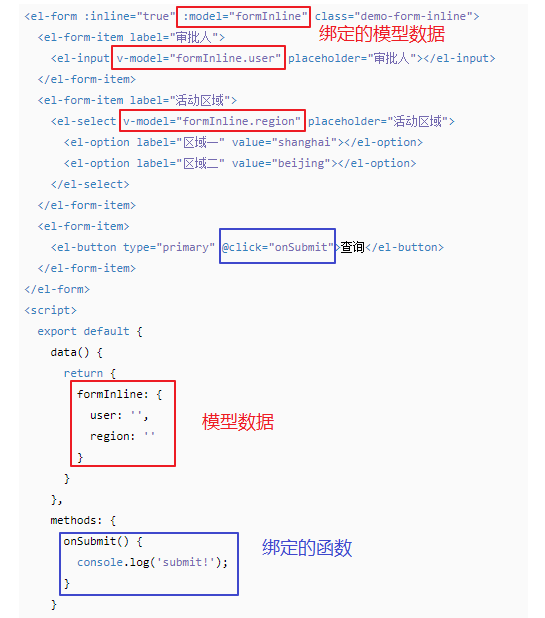 <el-form :inline="true" :model="formInline" class="demo-form-inline">
绑定的模型数据
<el-form-item label="审批人">
<el-input v-model="formInline.user" placeholder="审批人"></el-input>
</el-form-item>
<el-form-item label="活动区域">
<el-select v-model="formInline.region" placeholder="活动区域">
<el-option label="区域一" value="shanghai"></el-option>
<el-option label="区域二" value="beijing"></el-option>
</el-select>
</el-form-item>
<el-form-item>
<el-button type="primary" @click="onSubmit">查询</el-button>
</el-form-item>
</el-form>
<script>
export default {
data() {
return {
formInline: {
user: '',
模型数据
region: ''
}
}
},
methods: {
onSubmit() {
绑定的函数
console.log('submit!');
}
}